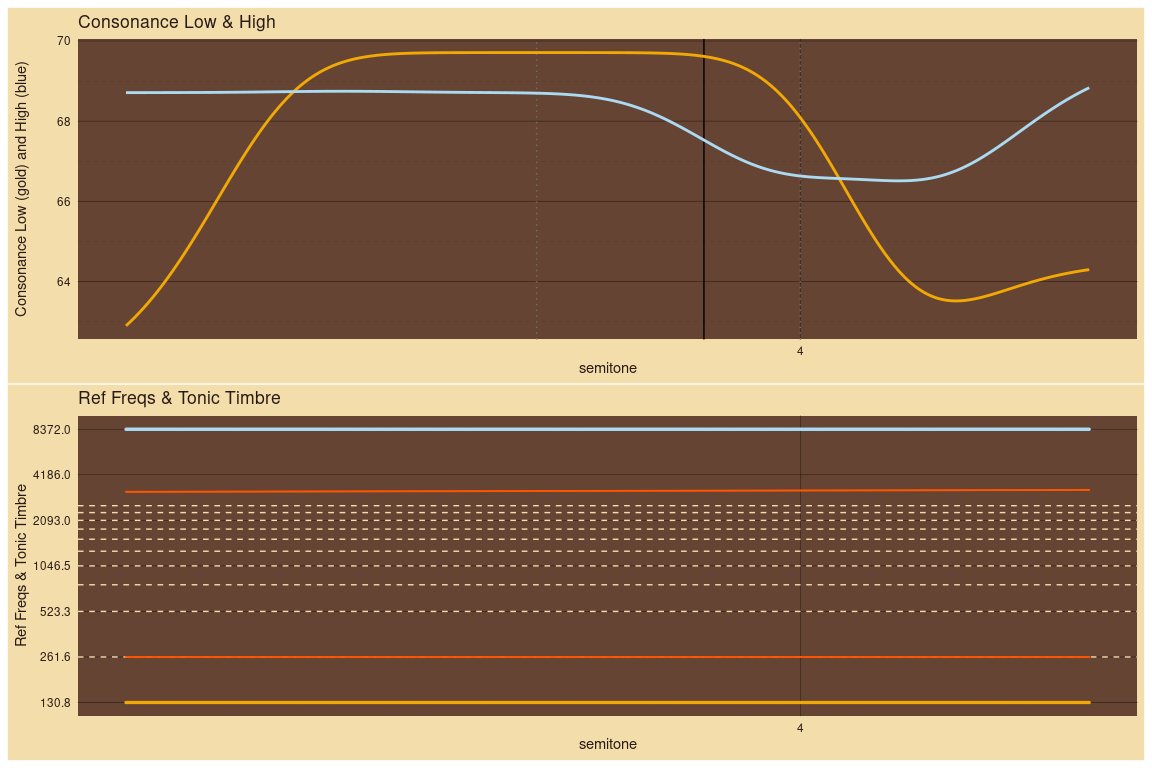 Consonance Low & High
Consonance Low (gold) and High (blue)
70
68
66
64
4
semitone
Ref Freqs & Tonic Timbre
Ref Freqs & Tonic Timbre
8372.0
4186.0
2093.0
1046.5
523.3
261.6
130.8
4
semitone